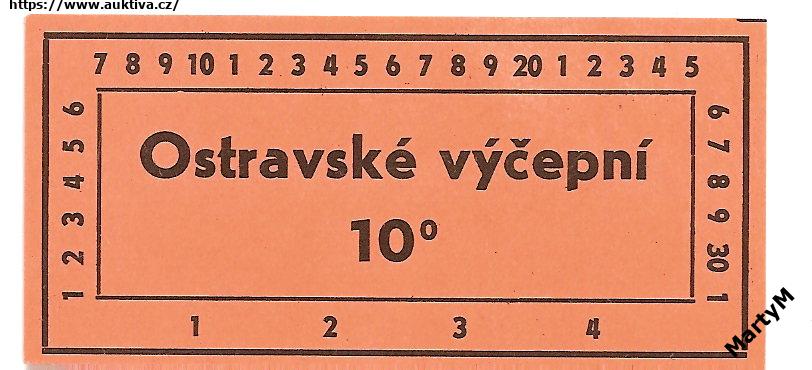 https://www.auktiva.cz/
7 8 9 10 1 2 3 4 5 6 7 8 9 20 1 2 3 4 5
1 2 3 4 5 6
Ostravské výčepní
10°
6 7 8 9 30 1
1 2 3 4
MartyM